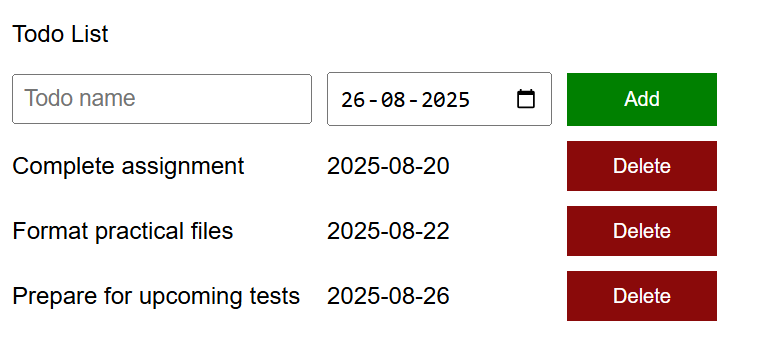 Todo List
Todo name 26-08-2025 Add
Complete assignment 2025-08-20 Delete
Format practical files 2025-08-22 Delete
Prepare for upcoming tests 2025-08-26 Delete